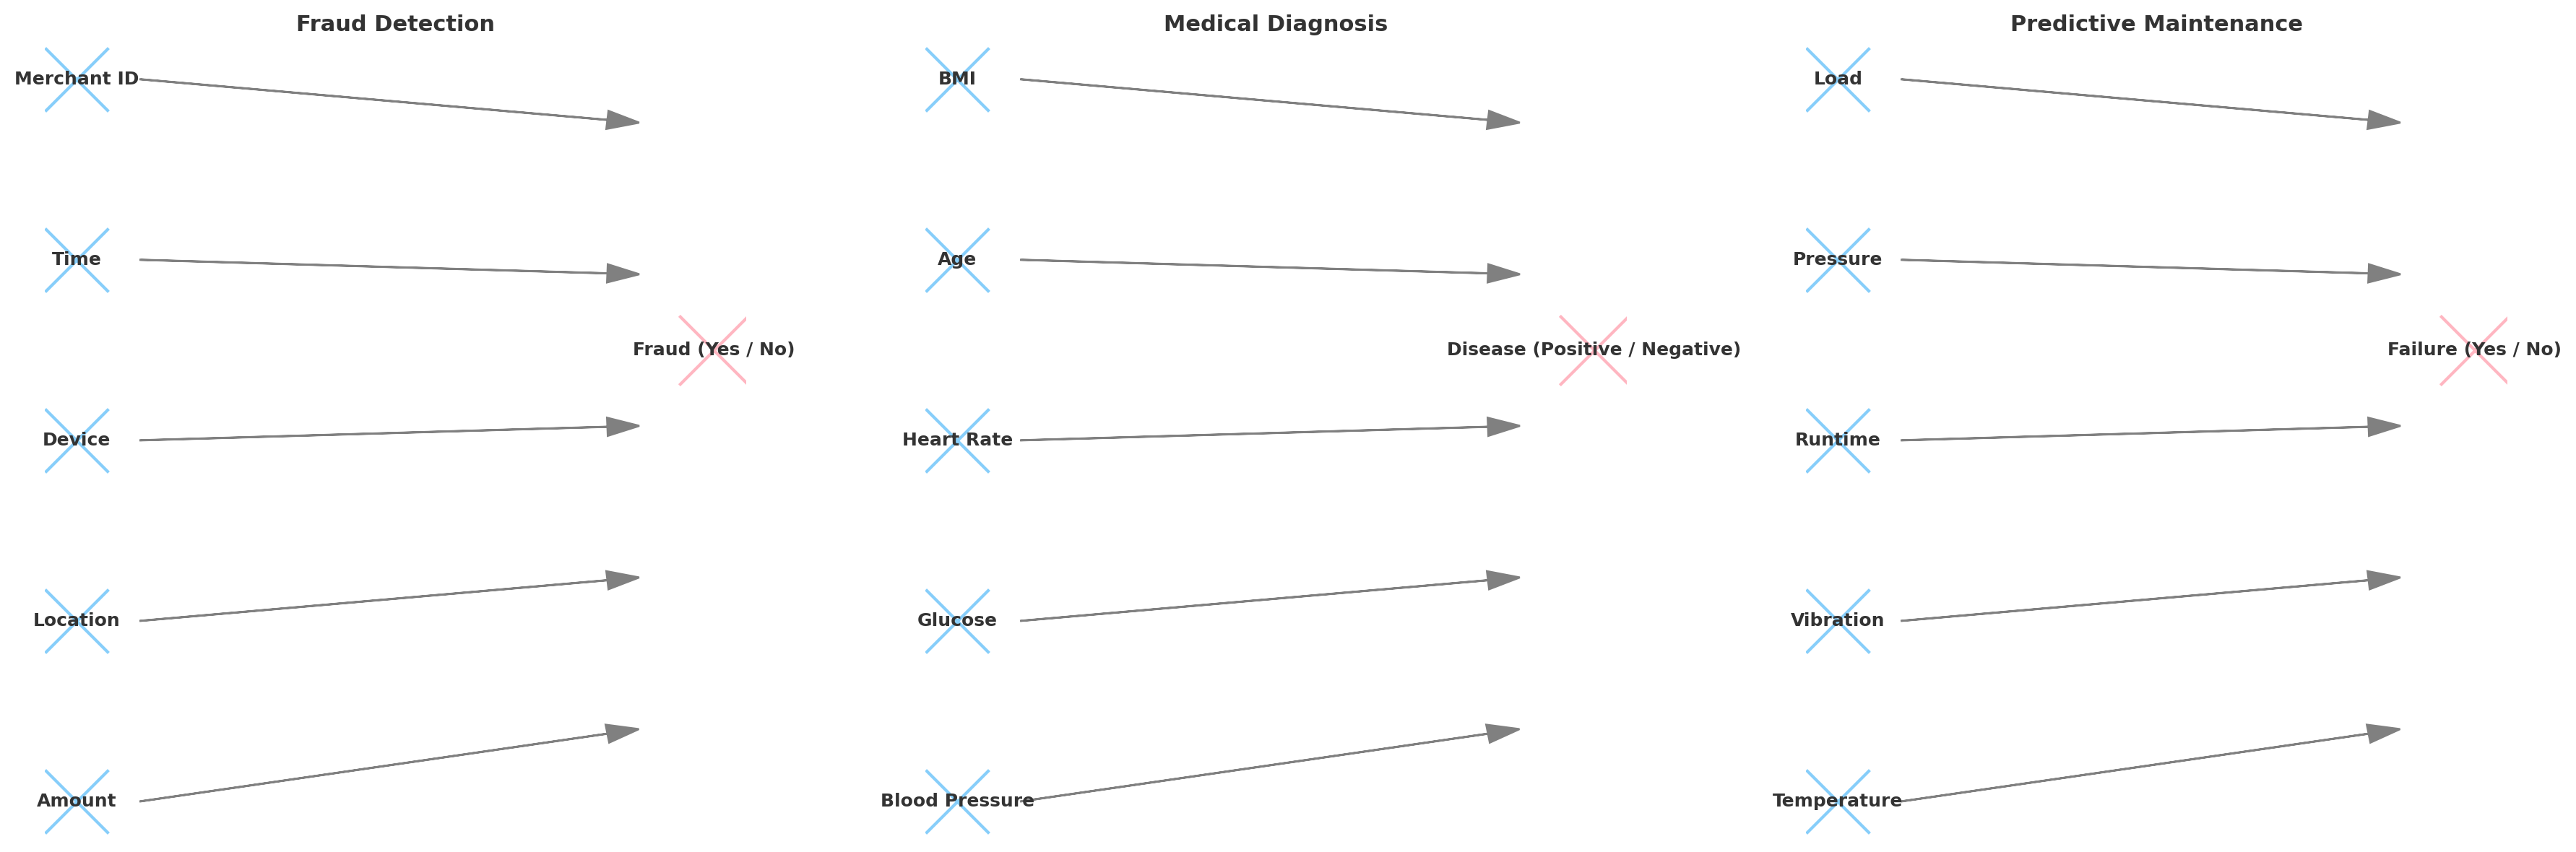 Fraud Detection
Merchant ID
Time
Fraud (Yes / No)
Device
Location
Amount
Medical Diagnosis
BMI
Age
Disease (Positive / Negative)
Heart Rate
Glucose
Blood Pressure
Predictive Maintenance
Load
Pressure
Failure (Yes / No)
Runtime
Vibration
Temperature